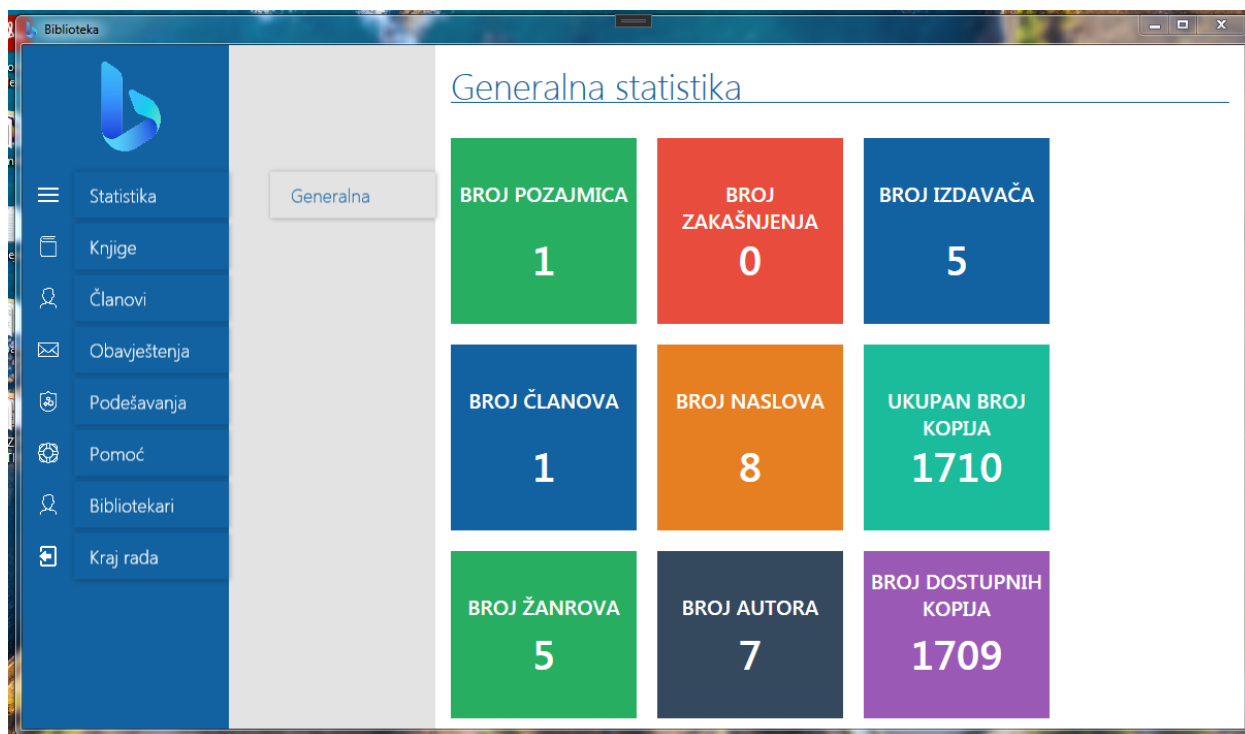 Biblioteka
Statistika
Knjige
Članovi
Obavještenja
Podešavanja
Pomoć
Bibliotekari
Kraj rada
Generalna
Generalna statistika
BROJ POZAJMICA
1
BROJ
ZAKAŠNJENJA
0
BROJ IZDAVAČA
5
BROJ ČLANOVA
1
BROJ NASLOVA
8
UKUPAN BROJ
KOPIJA
1710
BROJ ŽANROVA
5
BROJ AUTORA
7
BROJ DOSTUPNIH
KOPIJA
1709